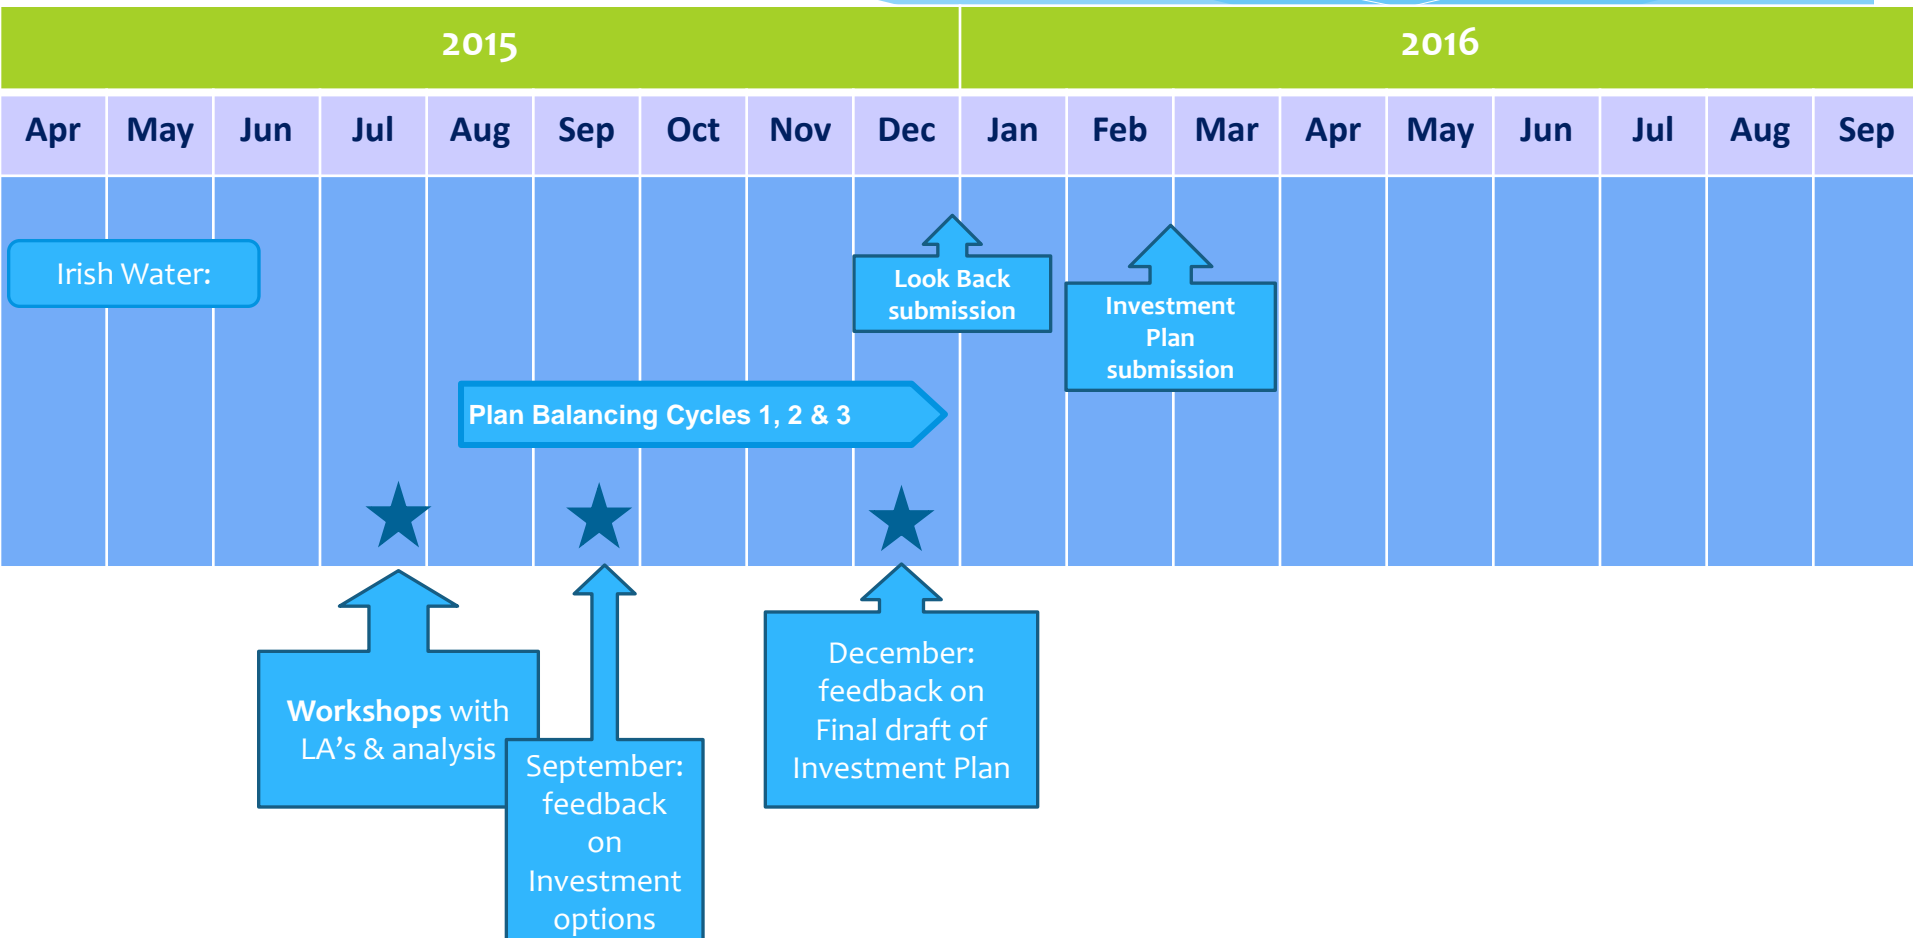 2015 2016
Apr May Jun Jul Aug Sep Oct Nov Dec Jan Feb Mar Apr May Jun Jul Aug Sep
Irish Water:
Look Back
submission
Investment
Plan
submission
Plan Balancing Cycles 1, 2 & 3
Workshops with
LA's & analysis
September:
feedback
on
Investment
options
December:
feedback on
Final draft of
Investment Plan